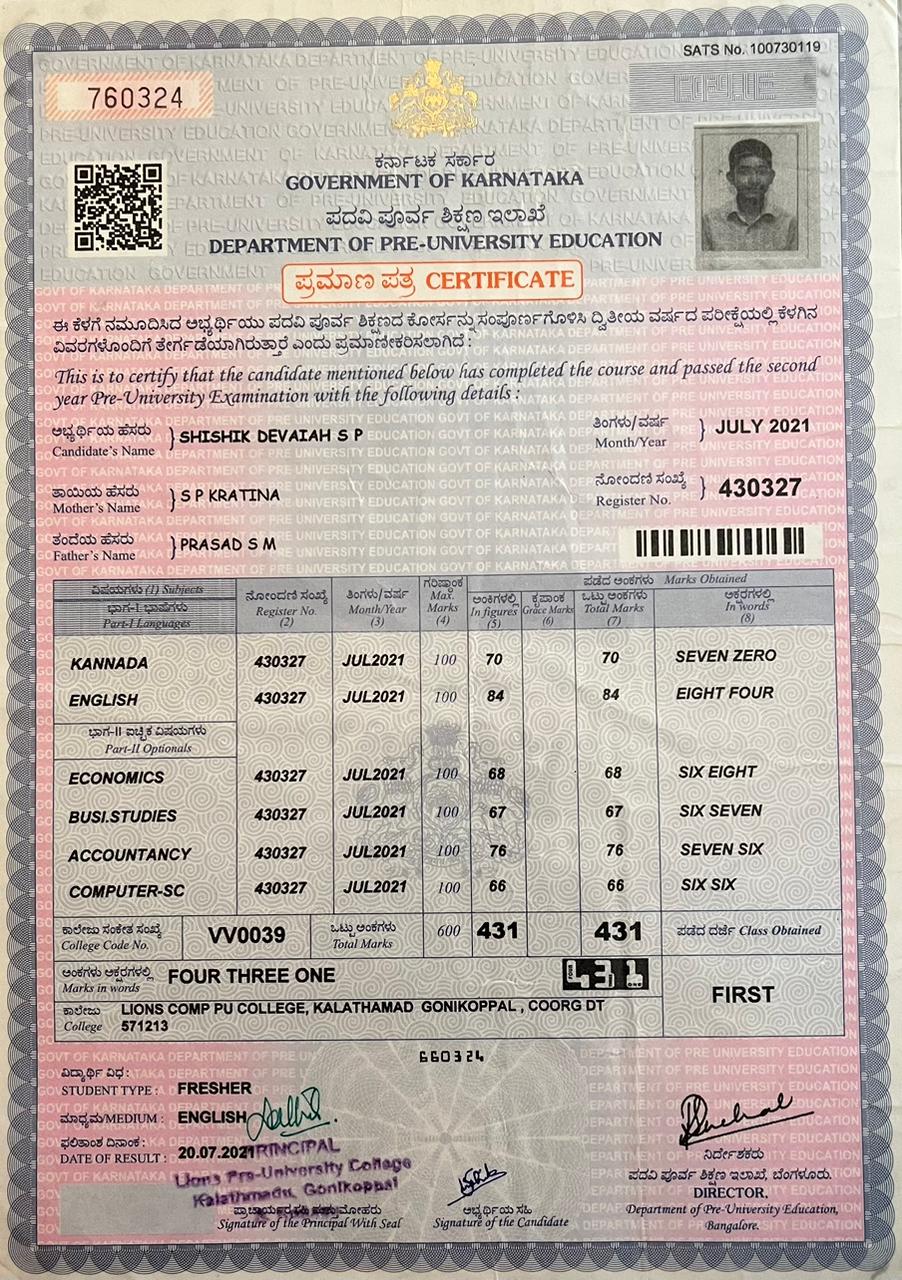 SATS No. 100730119
760324
ಕರ್ನಾಟಕ ಸರ್ಕಾರ
GOVERNMENT OF KARNATAKA
ಪದವಿ ಪೂರ್ವ ಶಿಕ್ಷಣ ಇಲಾಖೆ
DEPARTMENT OF PRE-UNIVERSITY EDUCATION
ಪ್ರಮಾಣ ಪತ್ರ CERTIFICATE
ಈ ಕೆಳಗೆ ನಮೂದಿಸಿದ ಅಭ್ಯರ್ಥಿಯು ಪದವಿ ಪೂರ್ವ ಶಿಕ್ಷಣದ ಕೋರ್ಸನ್ನು ಸಂಪೂರ್ಣಗೊಳಿಸಿ ದ್ವಿತೀಯ ವರ್ಷದ ಪರೀಕ್ಷೆಯಲ್ಲಿ ಕೆಳಗಿನ
ವಿವರಗಳೊಂದಿಗೆ ತೇರ್ಗಡೆಯಾಗಿರುತ್ತಾರೆ ಎಂದು ಪ್ರಮಾಣೀಕರಿಸಲಾಗಿದೆ :
This is to certify that the candidate mentioned below has completed the course and passed the second
year Pre-University Examination with the following details :
ಅಭ್ಯರ್ಥಿಯ ಹೆಸರು
Candidate's Name } SHISHIK DEVAIAH S P
ತಿಂಗಳು/ವರ್ಷ
Month/Year } JULY 2021
ತಾಯಿಯ ಹೆಸರು
Mother's Name } S P KRATINA
ನೋಂದಣಿ ಸಂಖ್ಯೆ
Register No. } 430327
ತಂದೆಯ ಹೆಸರು
Father's Name } PRASAD S M
ವಿಷಯಗಳು (1) Subjects
ಭಾಗ-I ಭಾಷೆಗಳು
Part-I Languages
ನೋಂದಣಿ ಸಂಖ್ಯೆ
Register No.
(2)
ತಿಂಗಳು/ವರ್ಷ
Month/Year
(3)
ಗರಿಷ್ಠಾಂಕ
Max. Marks
(4)
ಪಡೆದ ಅಂಕಗಳು Marks Obtained
ಅಂಕಿಗಳಲ್ಲಿ
In figures
(5)
ಕೃಪಾಂಕ
Grace Marks
(6)
ಒಟ್ಟು ಅಂಕಗಳು
Total Marks
(7)
ಅಕ್ಷರಗಳಲ್ಲಿ
In words
(8)
KANNADA 430327 JUL2021 100 70 70 SEVEN ZERO
ENGLISH 430327 JUL2021 100 84 84 EIGHT FOUR
ಭಾಗ-II ಐಚ್ಛಿಕ ವಿಷಯಗಳು
Part-II Optionals
ECONOMICS 430327 JUL2021 100 68 68 SIX EIGHT
BUSI.STUDIES 430327 JUL2021 100 67 67 SIX SEVEN
ACCOUNTANCY 430327 JUL2021 100 76 76 SEVEN SIX
COMPUTER-SC 430327 JUL2021 100 66 66 SIX SIX
ಕಾಲೇಜು ಸಂಕೇತ ಸಂಖ್ಯೆ
College Code No. VV0039
ಒಟ್ಟು ಅಂಕಗಳು
Total Marks 600 431 431
ಪಡೆದ ದರ್ಜೆ Class Obtained
ಅಂಕಗಳು ಅಕ್ಷರಗಳಲ್ಲಿ
Marks in words FOUR THREE ONE
FIRST
ಕಾಲೇಜು
College LIONS COMP PU COLLEGE, KALATHAMAD GONIKOPPAL , COORG DT
571213
660324
ವಿದ್ಯಾರ್ಥಿ ವಿಧ :
STUDENT TYPE : FRESHER
ಮಾಧ್ಯಮ/MEDIUM : ENGLISH
ಫಲಿತಾಂಶ ದಿನಾಂಕ :
DATE OF RESULT : 20.07.2021
PRINCIPAL
Lions Pre-University College
Kalathmadu, Gonikoppal
Signature of the Principal With Seal
ಅಭ್ಯರ್ಥಿಯ ಸಹಿ
Signature of the Candidate
ನಿರ್ದೇಶಕರು
ಪದವಿ ಪೂರ್ವ ಶಿಕ್ಷಣ ಇಲಾಖೆ, ಬೆಂಗಳೂರು.
DIRECTOR,
Department of Pre-University Education,
Bangalore.